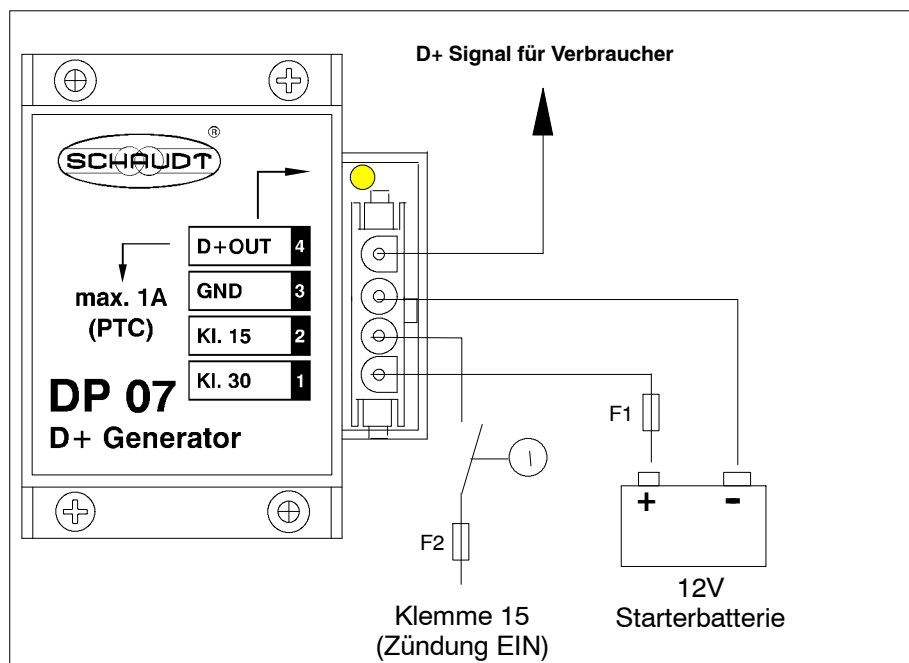 D+ Signal für Verbraucher
SCHAUDT
®
D+OUT 4
GND 3
Kl. 15 2
Kl. 30 1
max. 1A
(PTC)
DP 07
D+ Generator
F1
F2
+ -
12V
Starterbatterie
Klemme 15
(Zündung EIN)